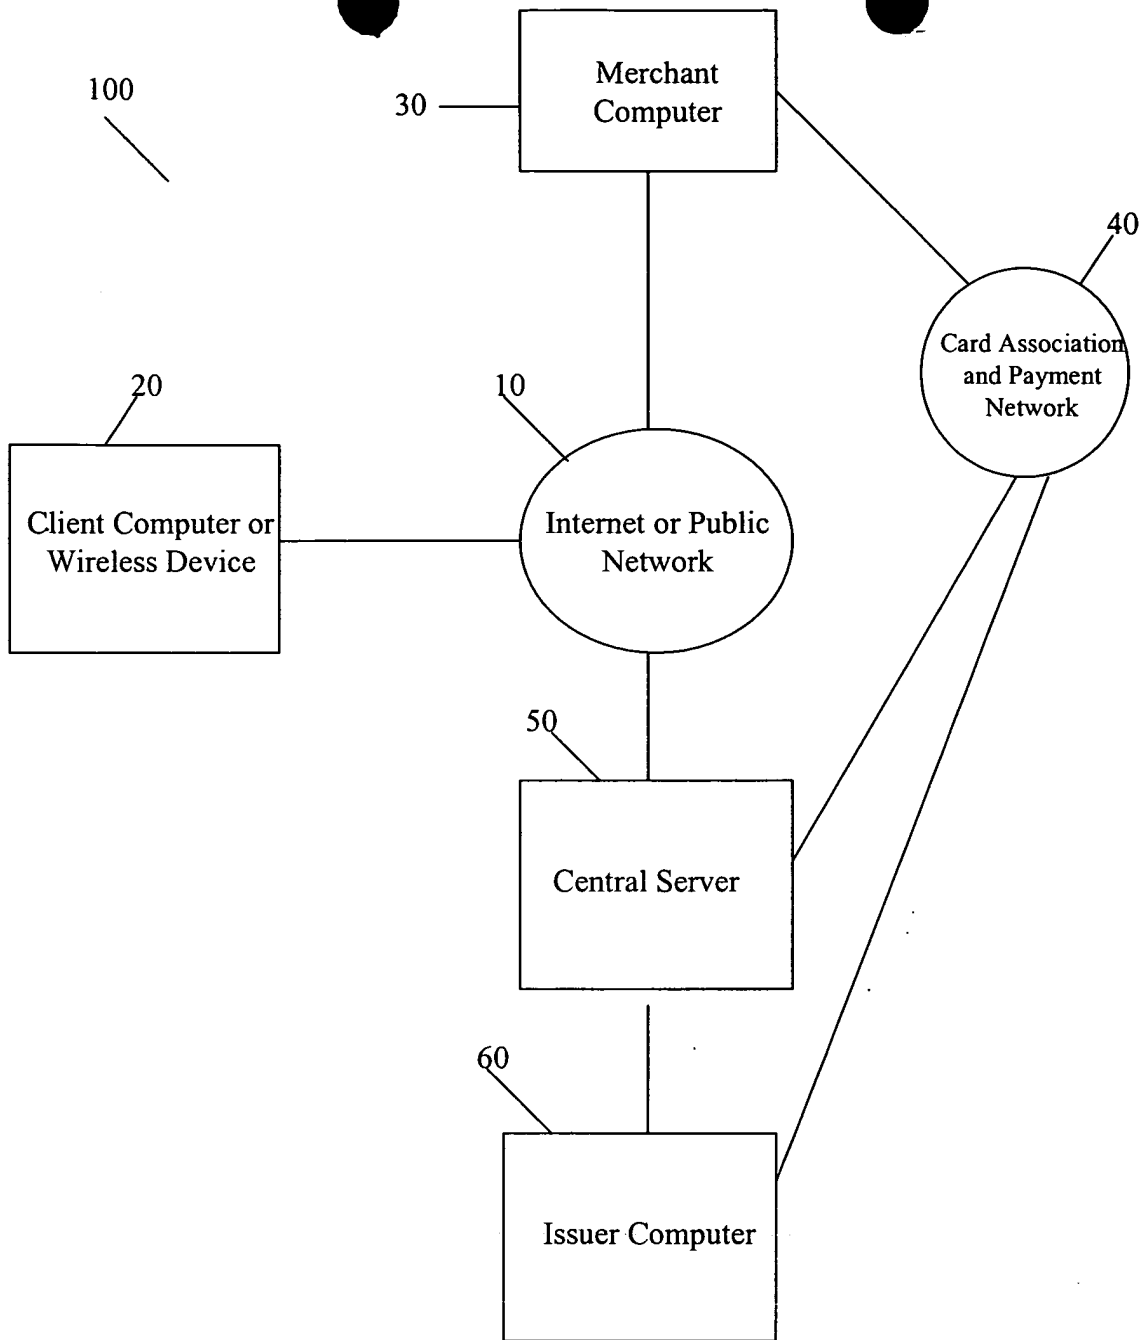 Merchant
Computer
100
30
40
Card Association
and Payment
Network
20
10
Client Computer or
Wireless Device
Internet or Public
Network
50
Central Server
60
Issuer Computer